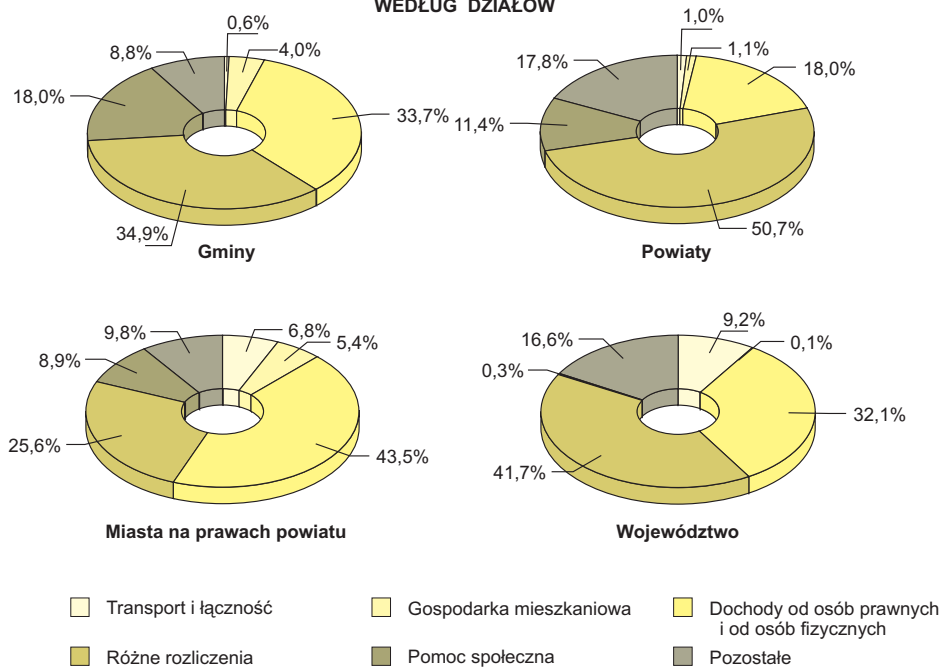 WEDŁUG DZIAŁÓW
0,6%
4,0%
33,7%
34,9%
18,0%
8,8%
Gminy
1,0%
1,1%
18,0%
50,7%
11,4%
17,8%
Powiaty
6,8%
5,4%
43,5%
25,6%
8,9%
9,8%
Miasta na prawach powiatu
9,2%
0,1%
32,1%
41,7%
0,3%
16,6%
Województwo
Transport i łączność
Gospodarka mieszkaniowa
Dochody od osób prawnych
i od osób fizycznych
Różne rozliczenia
Pomoc społeczna
Pozostałe